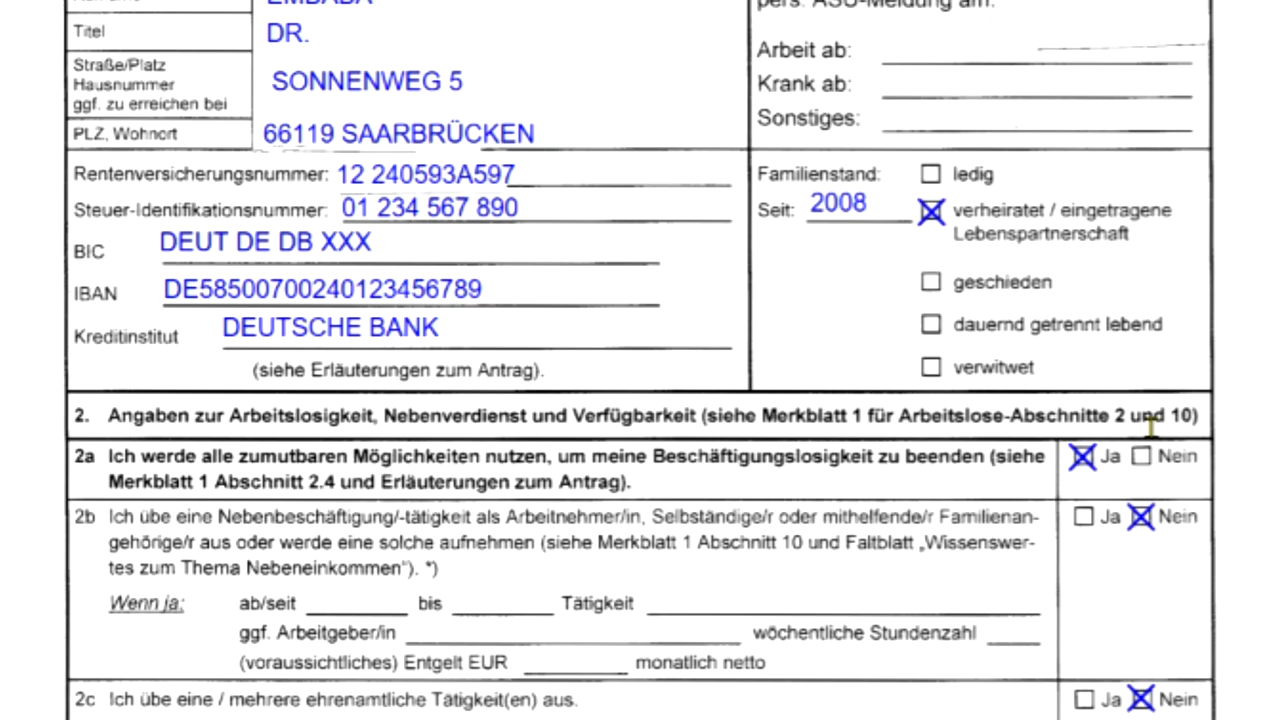 EMBABA
pers. ASU-Meldung am:
Titel
DR.
Arbeit ab:
Straße/Platz
Hausnummer
ggf. zu erreichen bei
SONNENWEG 5
Krank ab:
Sonstiges:
PLZ, Wohnort
66119 SAARBRÜCKEN
Rentenversicherungsnummer: 12 240593A597
Steuer-Identifikationsnummer: 01 234 567 890
BIC DEUT DE DB XXX
IBAN DE58500700240123456789
Kreditinstitut DEUTSCHE BANK
(siehe Erläuterungen zum Antrag).
Familienstand: ledig
Seit: 2008 verheiratet / eingetragene
Lebenspartnerschaft
geschieden
dauernd getrennt lebend
verwitwet
2. Angaben zur Arbeitslosigkeit, Nebenverdienst und Verfügbarkeit (siehe Merkblatt 1 für Arbeitslose-Abschnitte 2 und 10)
2a Ich werde alle zumutbaren Möglichkeiten nutzen, um meine Beschäftigungslosigkeit zu beenden (siehe
Merkblatt 1 Abschnitt 2.4 und Erläuterungen zum Antrag).
Ja Nein
2b Ich übe eine Nebenbeschäftigung/-tätigkeit als Arbeitnehmer/in, Selbständige/r oder mithelfende/r Familienan-
gehörige/r aus oder werde eine solche aufnehmen (siehe Merkblatt 1 Abschnitt 10 und Faltblatt „Wissenswer-
tes zum Thema Nebeneinkommen"). *)
Ja Nein
Wenn ja: ab/seit bis Tätigkeit
ggf. Arbeitgeber/in wöchentliche Stundenzahl
(voraussichtliches) Entgelt EUR monatlich netto
2c Ich übe eine / mehrere ehrenamtliche Tätigkeit(en) aus.
Ja Nein